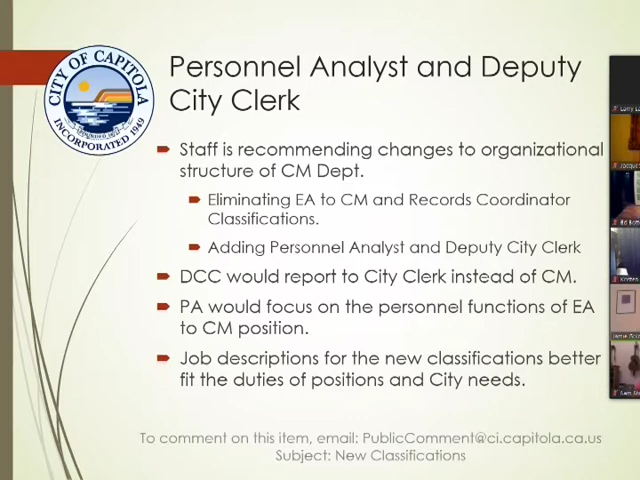 CITY OF CAPITOLA
INCORPORATED 1949
Personnel Analyst and Deputy
City Clerk
Staff is recommending changes to organizational
structure of CM Dept.
Eliminating EA to CM and Records Coordinator
Classifications.
Adding Personnel Analyst and Deputy City Clerk
DCC would report to City Clerk instead of CM.
PA would focus on the personnel functions of EA
to CM position.
Job descriptions for the new classifications better
fit the duties of positions and City needs.
To comment on this item, email: PublicComment@ci.capitola.ca.us
Subject: New Classifications